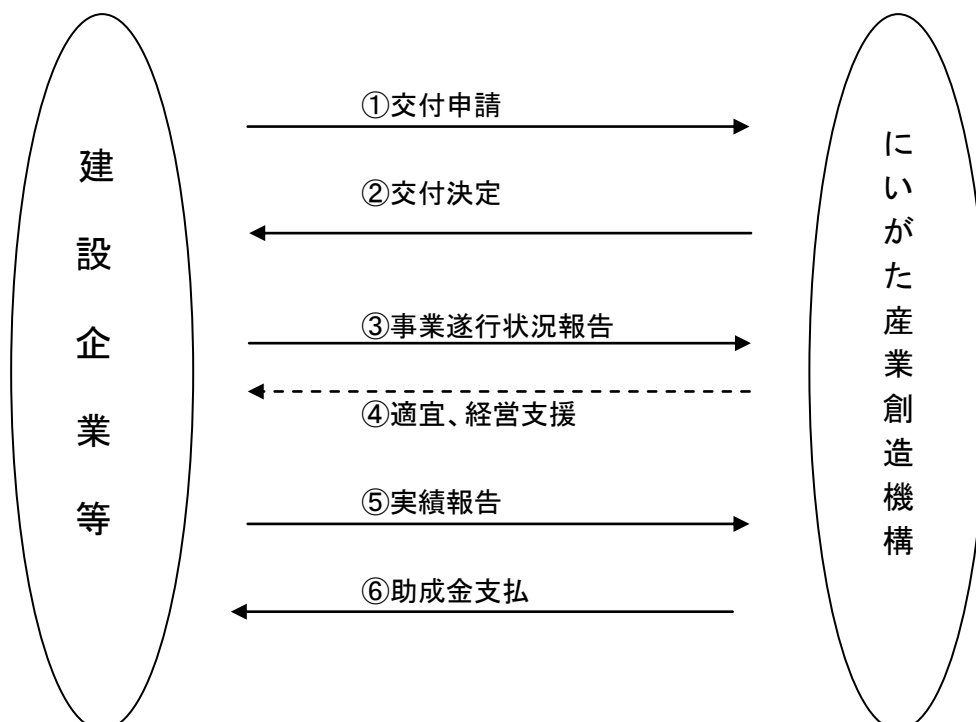 建設企業等
①交付申請
②交付決定
③事業遂行状況報告
④適宜、経営支援
⑤実績報告
⑥助成金支払
にいがた産業創造機構